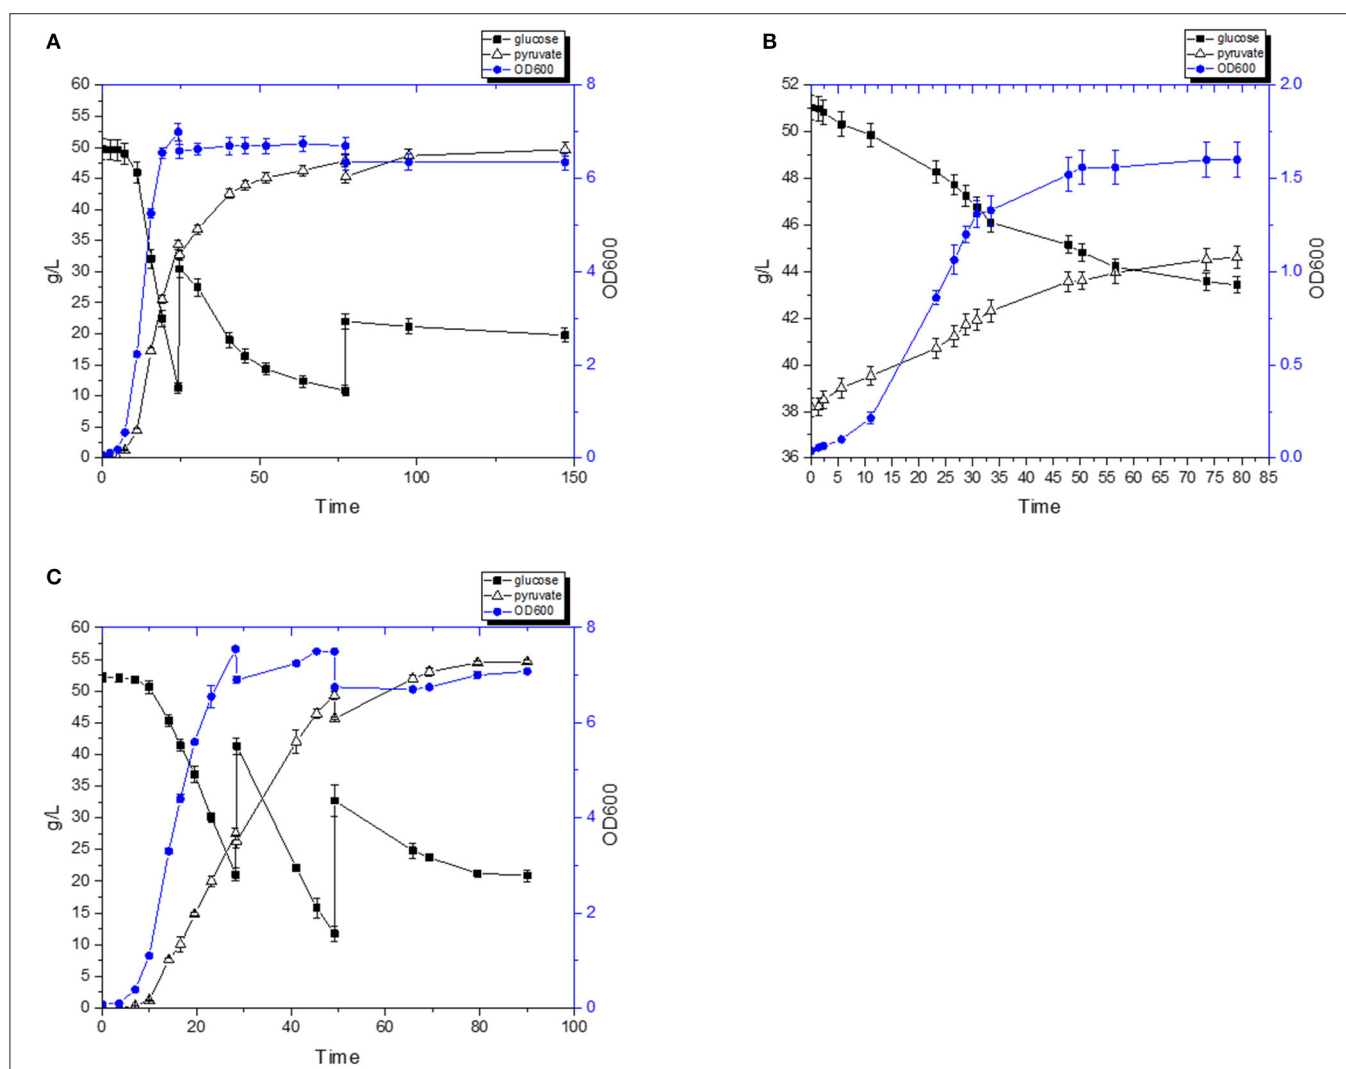 A
glucose
pyruvate
OD600
60
55
50
45
40
35
30
25
20
15
10
5
0
g/L
8
6
4
2
0
OD600
0
50
100
150
Time
B
glucose
pyruvate
OD600
52
50
48
46
44
42
40
38
36
g/L
2.0
1.5
1.0
0.5
0.0
OD600
0 5 10 15 20 25 30 35 40 45 50 55 60 65 70 75 80 85
Time
C
glucose
pyruvate
OD600
60
55
50
45
40
35
30
25
20
15
10
5
0
g/L
8
6
4
2
0
OD600
0
20
40
60
80
100
Time